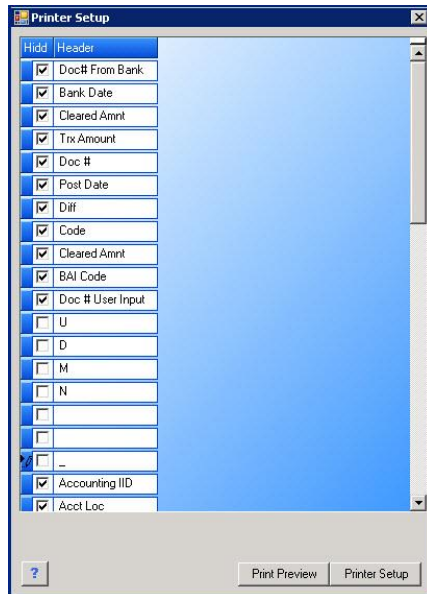 Printer Setup
Hidd Header
Doc# From Bank
Bank Date
Cleared Amnt
Trx Amount
Doc #
Post Date
Diff
Code
Cleared Amnt
BAI Code
Doc # User Input
U
D
M
N
_
Accounting IID
Acct Loc
? Print Preview Printer Setup